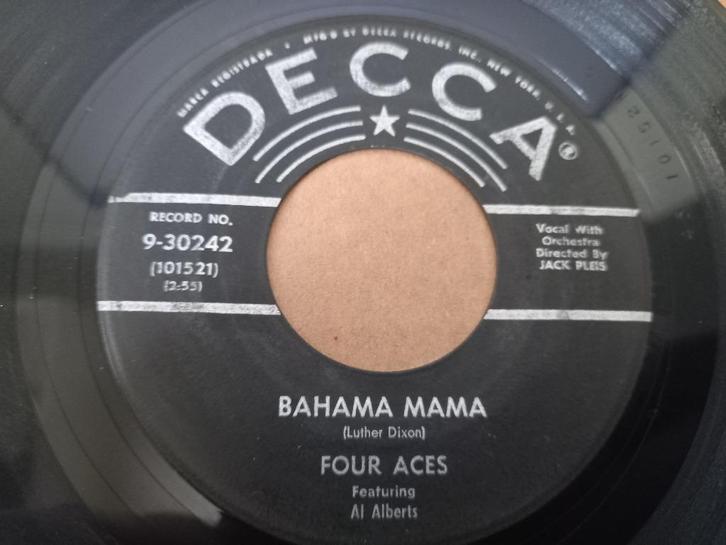 MARCA REGISTRADA • MFG'D BY DECCA RECORDS, INC., NEW YORK, U.S.A.
DECCA®
RECORD NO.
9-30242
(101521)
(2:55)
Vocal With
Orchestra
Directed By
JACK PLEIS
BAHAMA MAMA
(Luther Dixon)
FOUR ACES
Featuring
Al Alberts